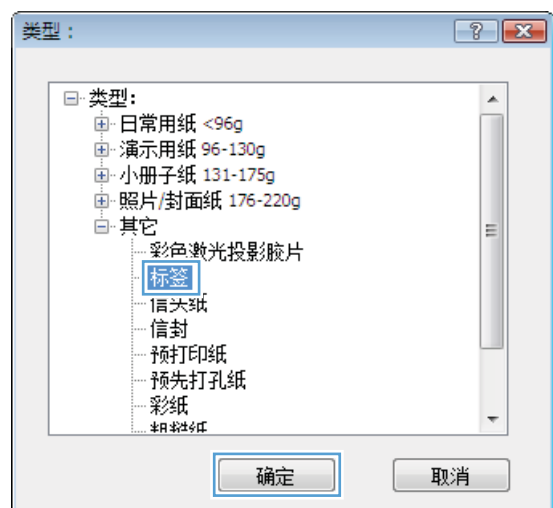 类型：
类型:
日常用纸 <96g
演示用纸 96-130g
小册子纸 131-175g
照片/封面纸 176-220g
其它
彩色激光投影胶片
标签
信头纸
信封
预打印纸
预先打孔纸
彩纸
粗糙纸
确定
取消